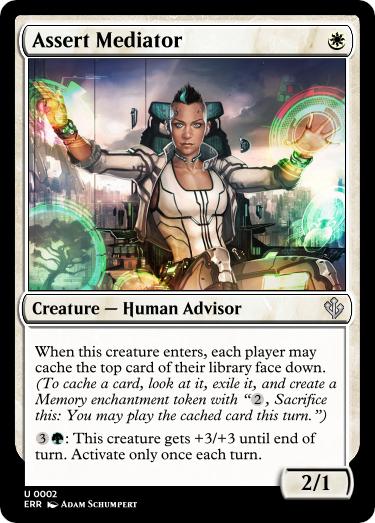 Assert Mediator
Creature — Human Advisor
When this creature enters, each player may
cache the top card of their library face down.
(To cache a card, look at it, exile it, and create a
Memory enchantment token with “2, Sacrifice
this: You may play the cached card this turn.”)
3: This creature gets +3/+3 until end of
turn. Activate only once each turn.
2/1
U 0002
ERR Adam Schumpert